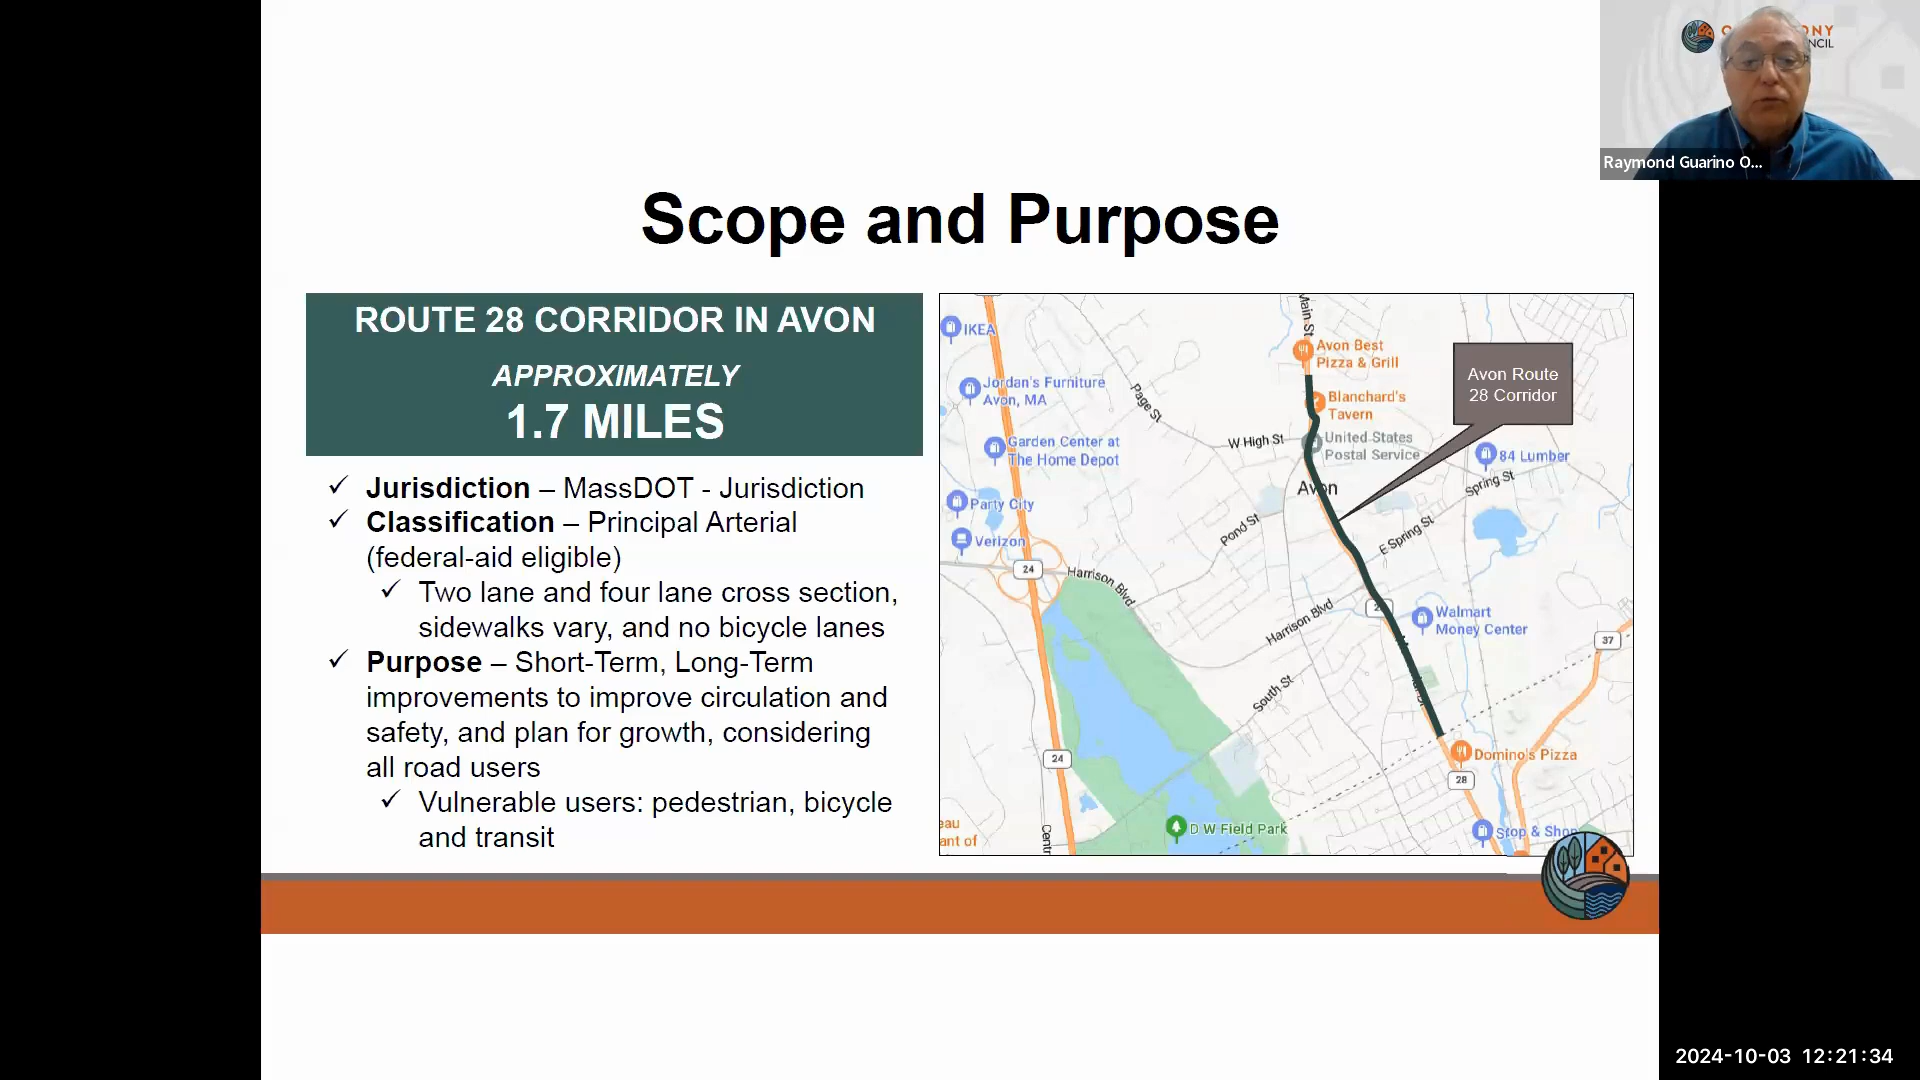 Raymond Guarino O...
Scope and Purpose
ROUTE 28 CORRIDOR IN AVON
APPROXIMATELY
1.7 MILES
✓ Jurisdiction – MassDOT - Jurisdiction
✓ Classification – Principal Arterial
(federal-aid eligible)
✓ Two lane and four lane cross section,
sidewalks vary, and no bicycle lanes
✓ Purpose – Short-Term, Long-Term
improvements to improve circulation and
safety, and plan for growth, considering
all road users
✓ Vulnerable users: pedestrian, bicycle
and transit
Main St
IKEA
Avon Best
Pizza & Grill
Avon Route
28 Corridor
Jordan's Furniture
Avon, MA
Page St
Blanchard's
Tavern
Garden Center at
The Home Depot
W High St
United States
Postal Service
84 Lumber
Spring St
Avon
Party City
Pond St
E Spring St
Verizon
24
Harrison Blvd
Harrison Blvd
Walmart
Money Center
37
South St
24
Domino's Pizza
28
D W Field Park
Stop & Shop
eau
ant of
Centr
2024-10-03 12:21:34